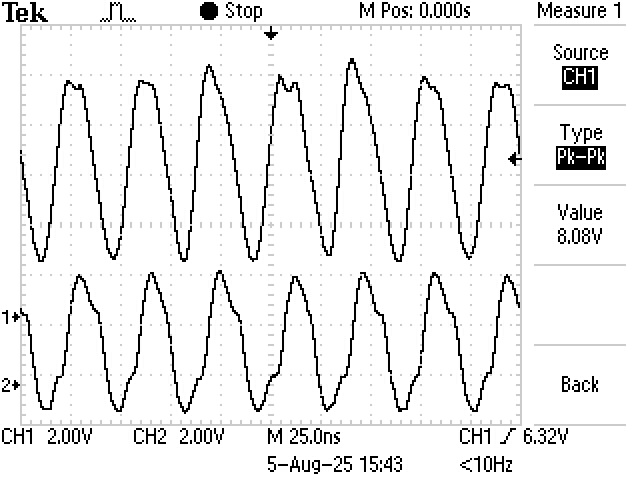 Tek Stop M Pos: 0.000s Measure 1
Source
CH1
Type
Pk-Pk
Value
8.08V
1
2
Back
CH1 2.00V CH2 2.00V M 25.0ns CH1 6.32V
5-Aug-25 15:43 <10Hz